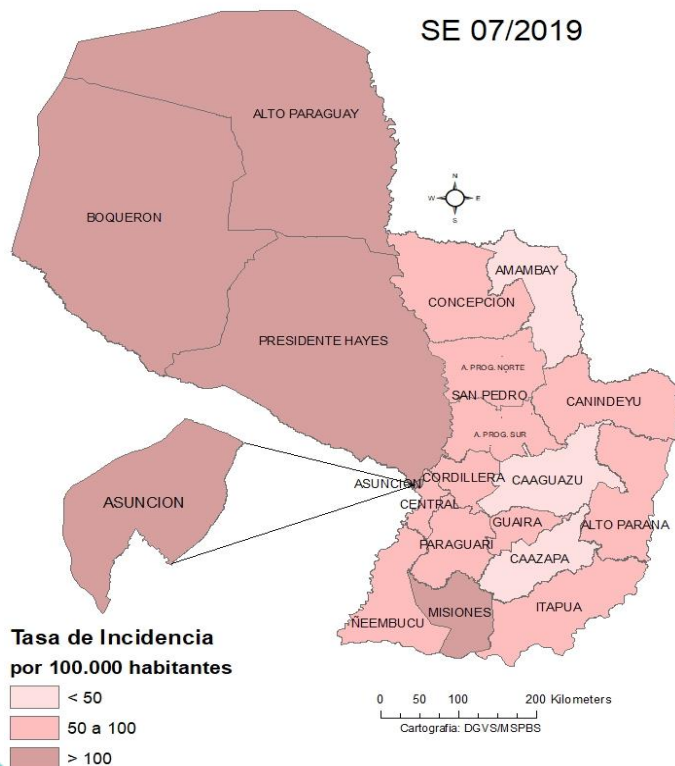 SE 07/2019
ALTO PARAGUAY
BOQUERON
N
W E
S
AMAMBAY
CONCEPCION
PRESIDENTE HAYES
A. PROG. NORTE
SAN PEDRO
CANINDEYU
A. PROG. SUR
ASUNCION
CORDILLERA
CAAGUAZU
ASUNCION
CENTRAL
GUAIRA
ALTO PARANA
PARAGUARI
CAAZAPA
ÑEEMBUCU
MISIONES
ITAPUA
Tasa de Incidencia
por 100.000 habitantes
< 50
50 a 100
> 100
0 50 100 200 Kilometers
Cartografia: DGVS/MSPBS